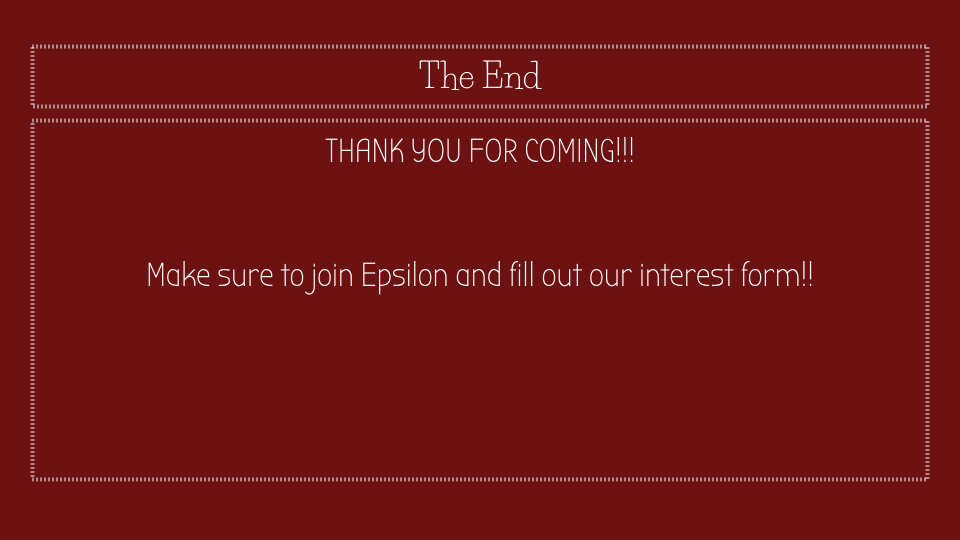 The End
THANK YOU FOR COMING!!!
Make sure to join Epsilon and fill out our interest form!!